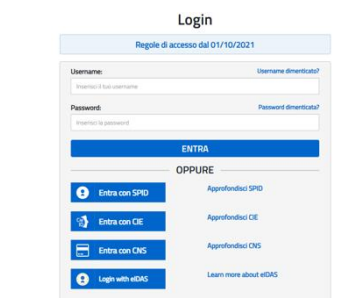 Login
Regole di accesso dal 01/10/2021
Username: Username dimenticato?
Inserisci il tuo username
Password: Password dimenticata?
Inserisci la password
ENTRA
OPPURE
Entra con SPID Approfondisci SPID
Entra con CIE Approfondisci CIE
Entra con CNS Approfondisci CNS
Login with eIDAS Learn more about eIDAS